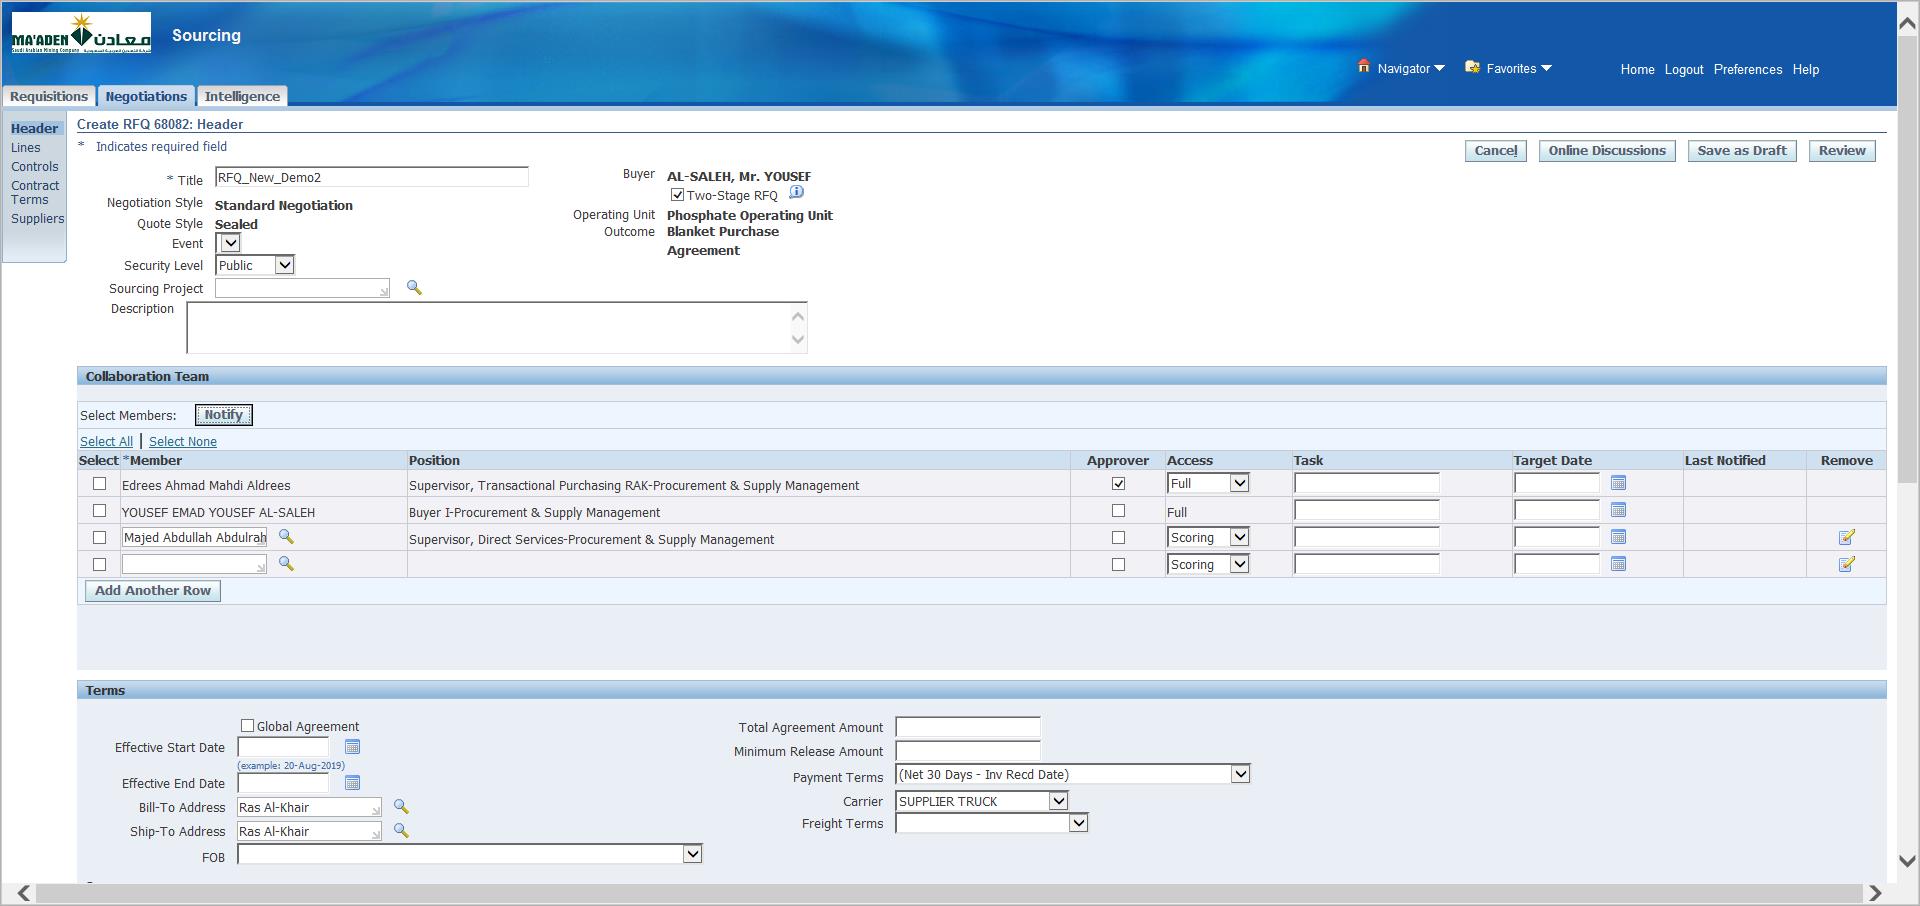 MA'ADEN معادن
Saudi Arabian Mining Company
Sourcing
Navigator Favorites Home Logout Preferences Help
Requisitions Negotiations Intelligence
Header
Lines
Controls
Contract
Terms
Suppliers
Create RFQ 68082: Header
* Indicates required field
Cancel Online Discussions Save as Draft Review
* Title RFQ_New_Demo2
Negotiation Style Standard Negotiation
Quote Style Sealed
Event
Security Level Public
Sourcing Project
Description
Buyer AL-SALEH, Mr. YOUSEF
Two-Stage RFQ
Operating Unit Phosphate Operating Unit
Outcome Blanket Purchase
Agreement
Collaboration Team
Select Members: Notify
Select All | Select None
Select *Member Position Approver Access Task Target Date Last Notified Remove
Edrees Ahmad Mahdi Aldrees Supervisor, Transactional Purchasing RAK-Procurement & Supply Management Full
YOUSEF EMAD YOUSEF AL-SALEH Buyer I-Procurement & Supply Management Full
Majed Abdullah Abdulrah Supervisor, Direct Services-Procurement & Supply Management Scoring
Scoring
Add Another Row
Terms
Global Agreement
Effective Start Date
(example: 20-Aug-2019)
Effective End Date
Bill-To Address Ras Al-Khair
Ship-To Address Ras Al-Khair
FOB
Total Agreement Amount
Minimum Release Amount
Payment Terms (Net 30 Days - Inv Recd Date)
Carrier SUPPLIER TRUCK
Freight Terms